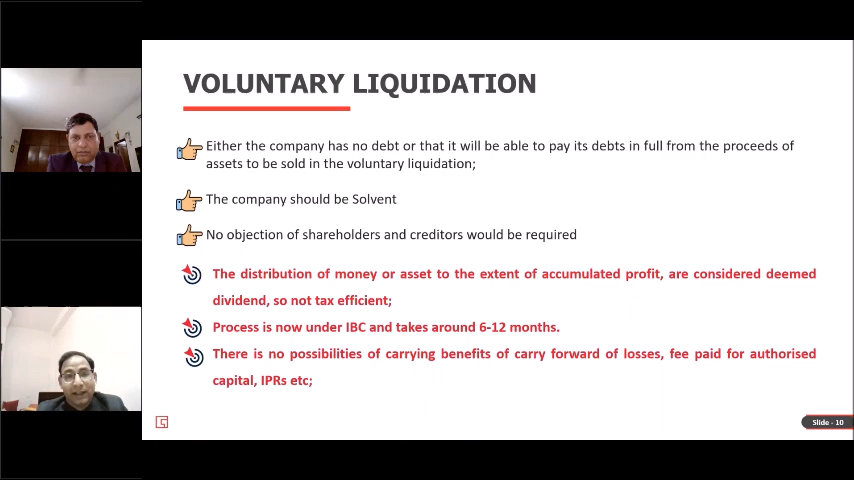 VOLUNTARY LIQUIDATION
Either the company has no debt or that it will be able to pay its debts in full from the proceeds of
assets to be sold in the voluntary liquidation;
The company should be Solvent
No objection of shareholders and creditors would be required
The distribution of money or asset to the extent of accumulated profit, are considered deemed
dividend, so not tax efficient;
Process is now under IBC and takes around 6-12 months.
There is no possibilities of carrying benefits of carry forward of losses, fee paid for authorised
capital, IPRs etc;
Slide - 10